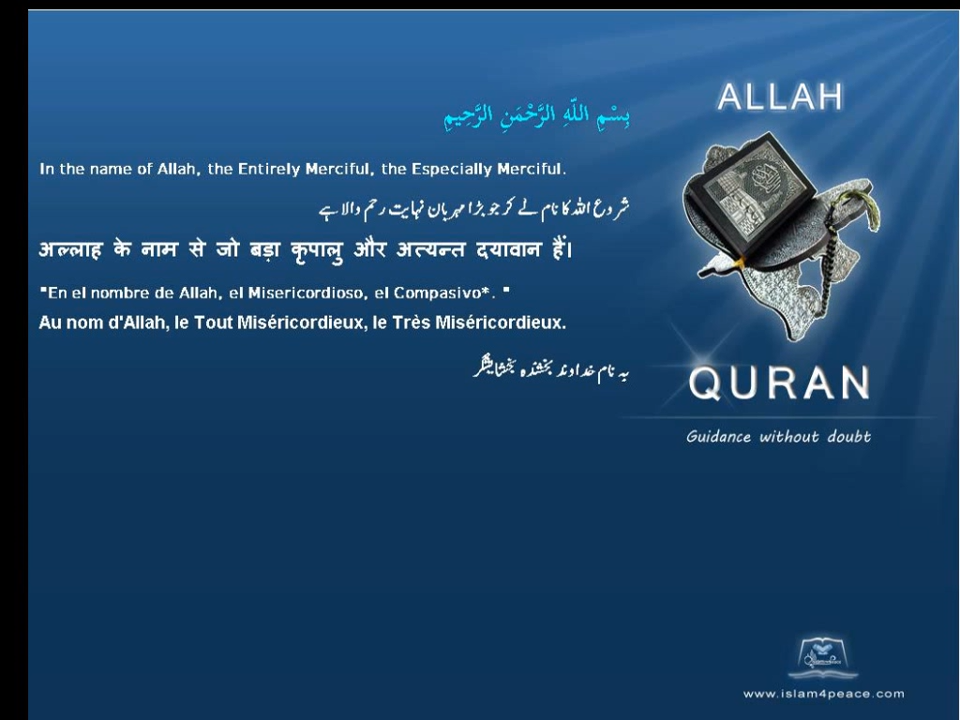 بِسْمِ اللّهِ الرَّحْمَنِ الرَّحِيمِ
In the name of Allah, the Entirely Merciful, the Especially Merciful.
شروع الله کا نام لے کر جو بڑا مہربان نہایت رحم والا ہے
अल्लाह के नाम से जो बड़ा कृपालु और अत्यन्त दयावान हैं।
"En el nombre de Allah, el Misericordioso, el Compasivo*. "
Au nom d'Allah, le Tout Miséricordieux, le Très Miséricordieux.
به نام خداوند بخشنده بخشایشگر
ALLAH
QURAN
Guidance without doubt
www.islam4peace.com